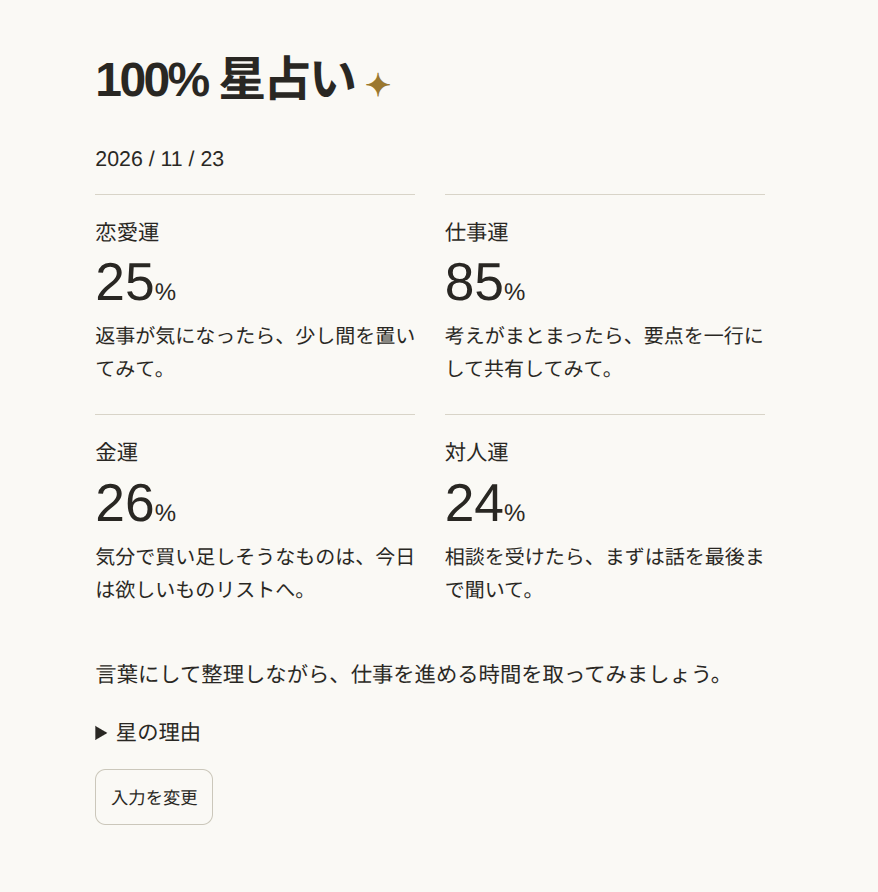 100% 星占い ✦
2026 / 11 / 23
恋愛運
25%
返事が気になったら、少し間を置い
てみて。
仕事運
85%
考えがまとまったら、要点を一行に
して共有してみて。
金運
26%
気分で買い足しそうなものは、今日
は欲しいものリストへ。
対人運
24%
相談を受けたら、まずは話を最後ま
で聞いて。
言葉にして整理しながら、仕事を進める時間を取ってみましょう。
▶ 星の理由
入力を変更